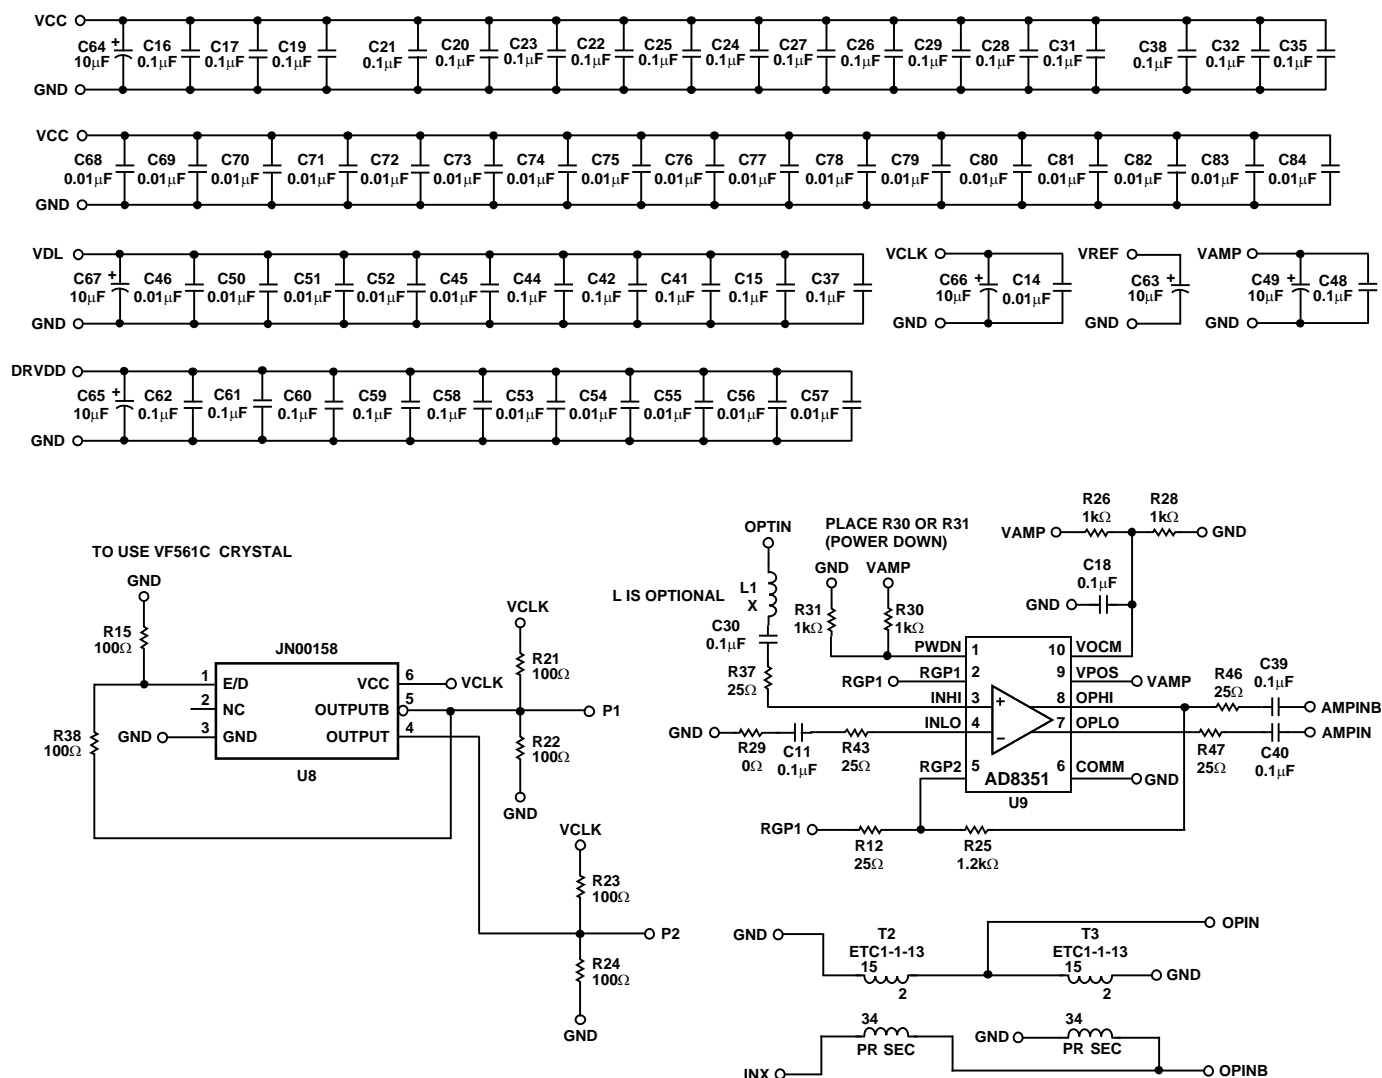 VCC
C64 + C16 C17 C19 C21 C20 C23 C22 C25 C24 C27 C26 C29 C28 C31 C38 C32 C35
10μF 0.1μF 0.1μF 0.1μF 0.1μF 0.1μF 0.1μF 0.1μF 0.1μF 0.1μF 0.1μF 0.1μF 0.1μF 0.1μF 0.1μF 0.1μF 0.1μF 0.1μF
GND
VCC
C68 C69 C70 C71 C72 C73 C74 C75 C76 C77 C78 C79 C80 C81 C82 C83 C84
0.01μF 0.01μF 0.01μF 0.01μF 0.01μF 0.01μF 0.01μF 0.01μF 0.01μF 0.01μF 0.01μF 0.01μF 0.01μF 0.01μF 0.01μF 0.01μF 0.01μF
GND
VDL
C67 + C46 C50 C51 C52 C45 C44 C42 C41 C15 C37
10μF 0.01μF 0.01μF 0.01μF 0.01μF 0.01μF 0.1μF 0.1μF 0.1μF 0.1μF 0.1μF
GND
VCLK
C66 + C14
10μF 0.01μF
GND
VREF
C63 +
10μF
GND
VAMP
C49 + C48
10μF 0.1μF
GND
DRVDD
C65 + C62 C61 C60 C59 C58 C53 C54 C55 C56 C57
10μF 0.1μF 0.1μF 0.1μF 0.1μF 0.1μF 0.01μF 0.01μF 0.01μF 0.01μF 0.01μF
GND
TO USE VF561C CRYSTAL
GND
R15
100Ω
JN00158
1 E/D
2 NC
3 GND
GND
VCC 6 VCLK
OUTPUTB 5
OUTPUT 4
U8
R38
100Ω
VCLK
R21
100Ω
P1
R22
100Ω
GND
VCLK
R23
100Ω
P2
R24
100Ω
GND
OPTIN
L IS OPTIONAL
L1
X
C30
0.1μF
R37
25Ω
PLACE R30 OR R31
(POWER DOWN)
GND VAMP
R31
1kΩ
R30
1kΩ
R26
1kΩ
R28
1kΩ
VAMP
GND
C18
0.1μF
GND
PWDN 1
RGP1 RGP1 2
INHI 3
INLO 4
RGP2 5
+
−
10 VOCM
9 VPOS VAMP
8 OPHI
7 OPLO
6 COMM GND
AD8351
U9
GND
R29
0Ω
C11
0.1μF
R43
25Ω
R46
25Ω
C39
0.1μF
AMPINB
R47
25Ω
C40
0.1μF
AMPIN
RGP1
R12
25Ω
R25
1.2kΩ
GND
T2
ETC1-1-13
15
2
T3
ETC1-1-13
15
2
OPIN
GND
34
PR SEC
GND
34
PR SEC
INX
OPINB